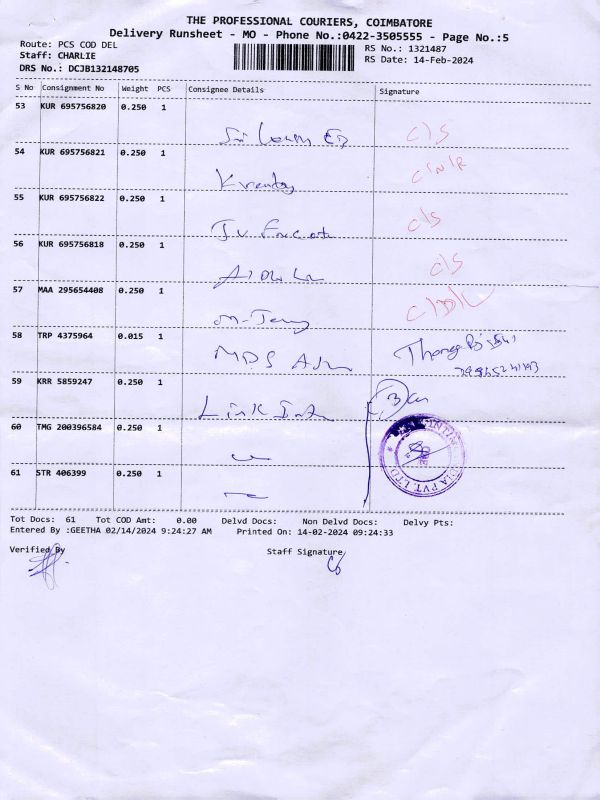 THE PROFESSIONAL COURIERS, COIMBATORE
Delivery Runsheet - MO - Phone No.:0422-3505555 - Page No.:5
Route: PCS COD DEL
RS No.: 1321487
Staff: CHARLIE
RS Date: 14-Feb-2024
DRS No.: DCJB132148705
S No Consignment No Weight PCS Consignee Details Signature
53 KUR 695756820 0.250 1
C/S
54 KUR 695756821 0.250 1
C/N/R
55 KUR 695756822 0.250 1
C/S
56 KUR 695756818 0.250 1
C/S
57 MAA 295654408 0.250 1
C/D/L
58 TRP 4375964 0.015 1
MDS
59 KRR 5859247 0.250 1
Link
60 TMG 200396584 0.250 1
61 STR 406399 0.250 1
PVT. LTD
Tot Docs: 61 Tot COD Amt: 0.00 Delvd Docs: Non Delvd Docs: Delvy Pts:
Entered By :GEETHA 02/14/2024 9:24:27 AM Printed On: 14-02-2024 09:24:33
Verified By Staff Signature